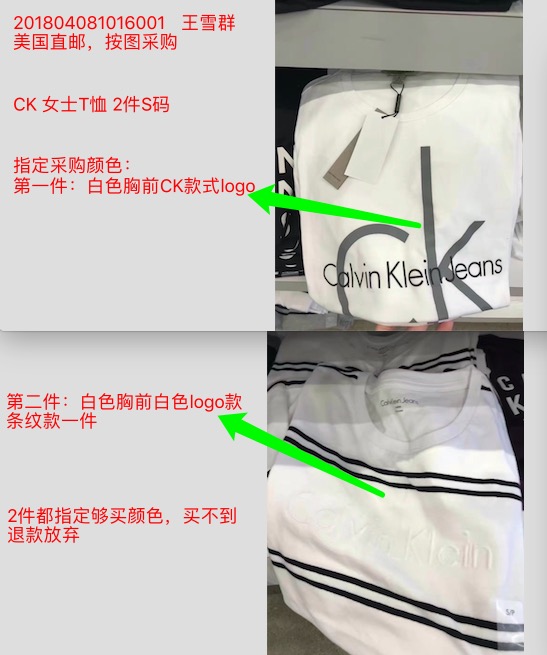 201804081016001 王雪群
美国直邮，按图采购
CK 女士T恤 2件S码
指定采购颜色：
第一件：白色胸前CK款式logo
ck
Calvin Klein Jeans
第二件：白色胸前白色logo款
条纹款一件
Calvin Klein Jeans
Calvin Klein
S/P
2件都指定够买颜色，买不到
退款放弃